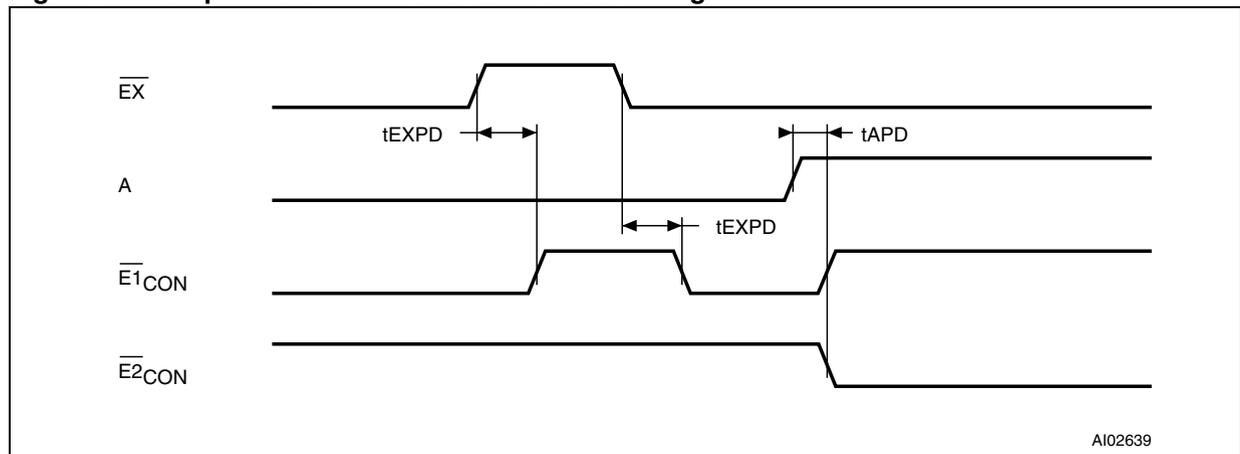 EX
tEXPD
tAPD
A
tEXPD
E1CON
E2CON
AI02639